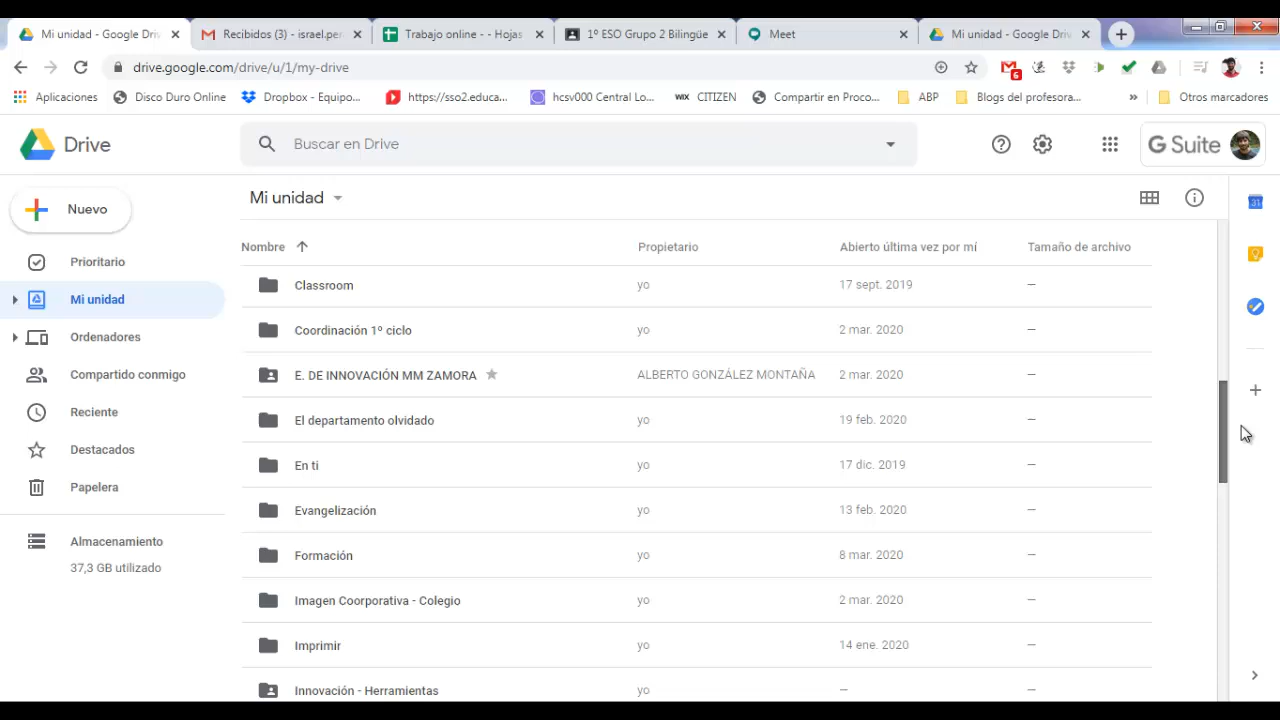 Mi unidad - Google Driv
Recibidos (3) - israel.per
Trabajo online - - Hojal
1º ESO Grupo 2 Bilingüe
Meet
Mi unidad - Google Driv
drive.google.com/drive/u/1/my-drive
6
Aplicaciones
Disco Duro Online
Dropbox - Equipo...
https://sso2.educa...
hcsv000 Central Lo...
WIX CITIZEN
Compartir en Proco...
ABP
Blogs del profesora...
»
Otros marcadores
Drive
Buscar en Drive
G Suite
Nuevo
Mi unidad
31
Nombre
Propietario
Abierto última vez por mí
Tamaño de archivo
Prioritario
Mi unidad
Ordenadores
Compartido conmigo
Reciente
Destacados
Papelera
Almacenamiento
37,3 GB utilizado
Classroom yo 17 sept. 2019 —
Coordinación 1º ciclo yo 2 mar. 2020 —
E. DE INNOVACIÓN MM ZAMORA ALBERTO GONZÁLEZ MONTAÑA 2 mar. 2020 —
El departamento olvidado yo 19 feb. 2020 —
En ti yo 17 dic. 2019 —
Evangelización yo 13 feb. 2020 —
Formación yo 8 mar. 2020 —
Imagen Coorporativa - Colegio yo 2 mar. 2020 —
Imprimir yo 14 ene. 2020 —
Innovación - Herramientas yo — —